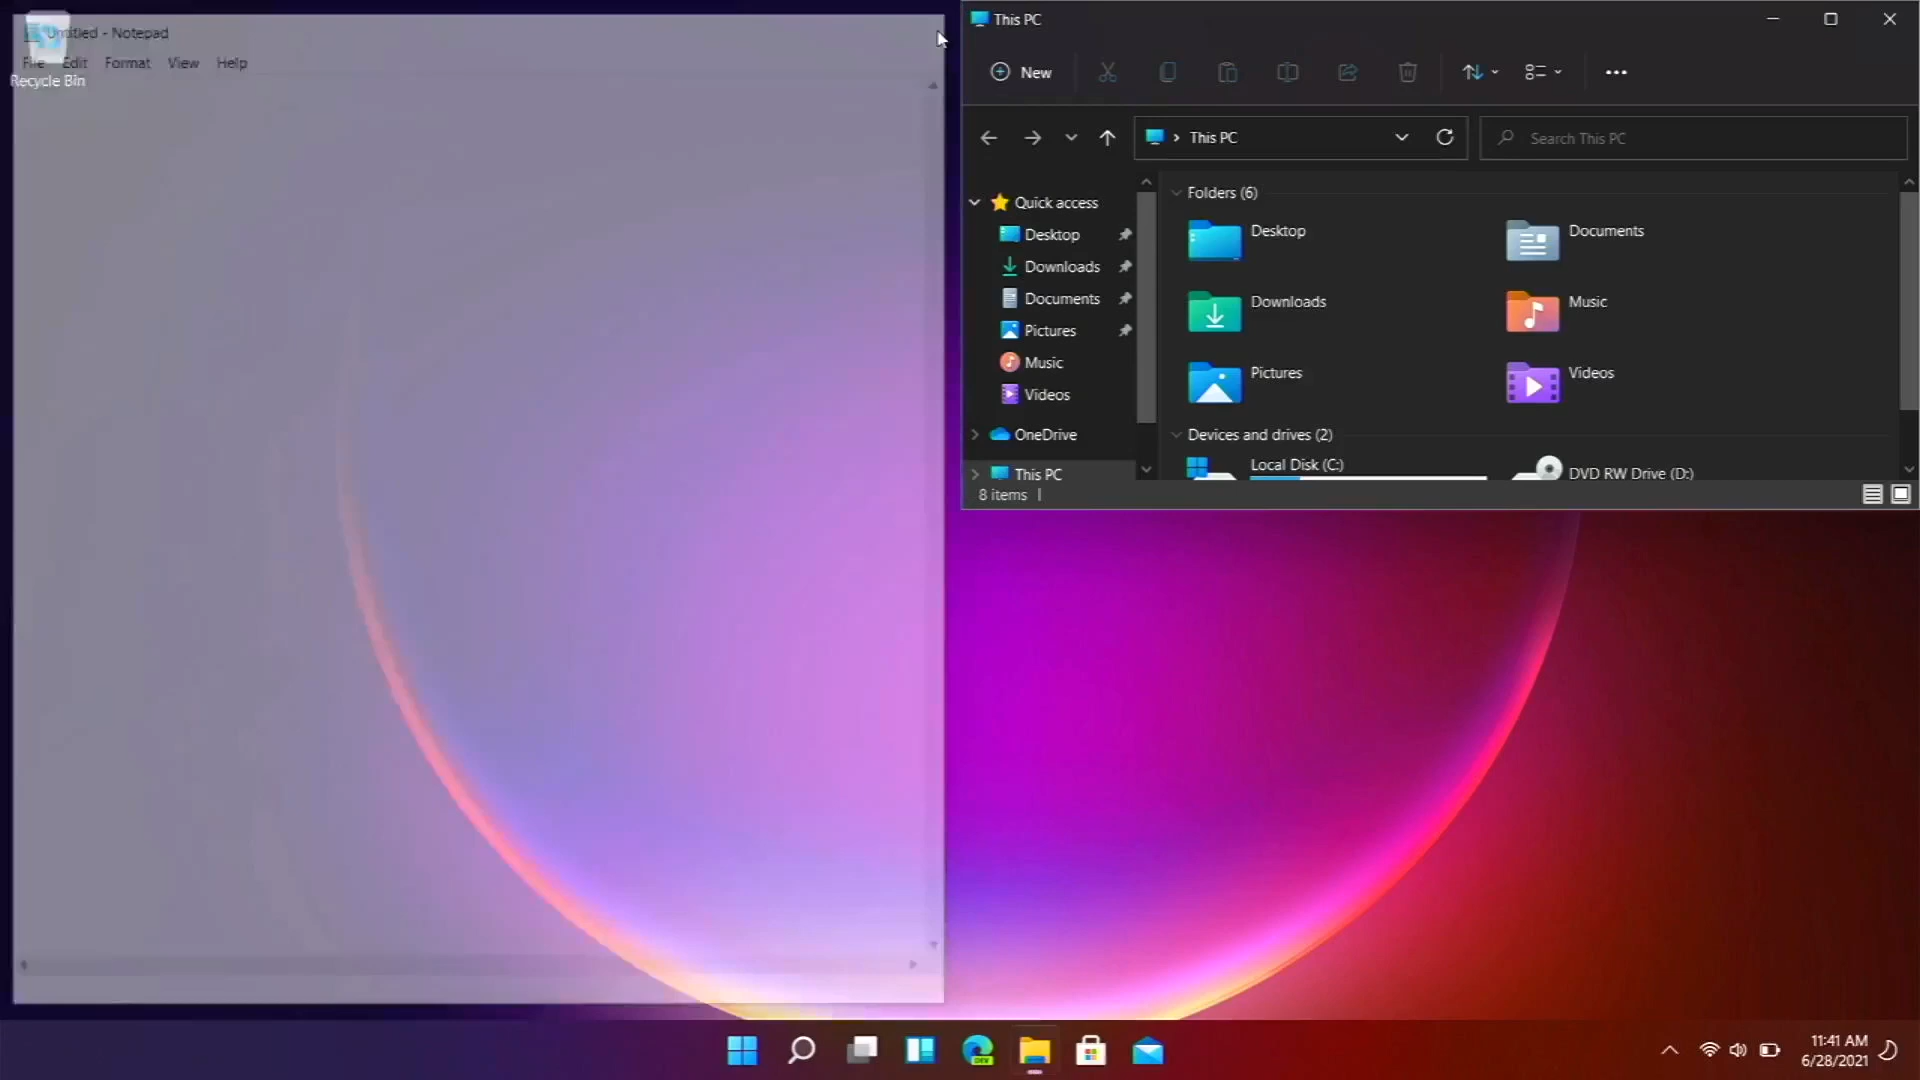 Untitled - Notepad
File Edit Format View Help
Recycle Bin
This PC
New
This PC
Search This PC
Quick access
Desktop
Downloads
Documents
Pictures
Music
Videos
OneDrive
This PC
Folders (6)
Desktop
Documents
Downloads
Music
Pictures
Videos
Devices and drives (2)
Local Disk (C:)
DVD RW Drive (D:)
8 items
DEV
11:41 AM
6/28/2021